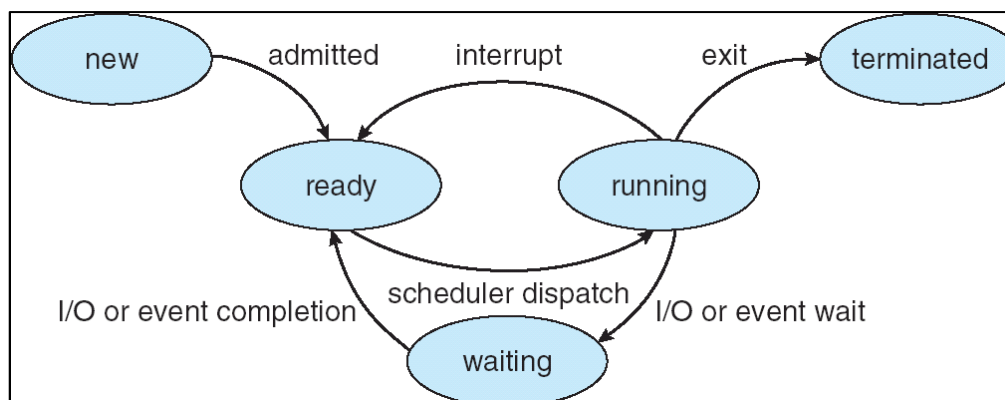 new
admitted
interrupt
exit
terminated
ready
running
I/O or event completion
scheduler dispatch
I/O or event wait
waiting